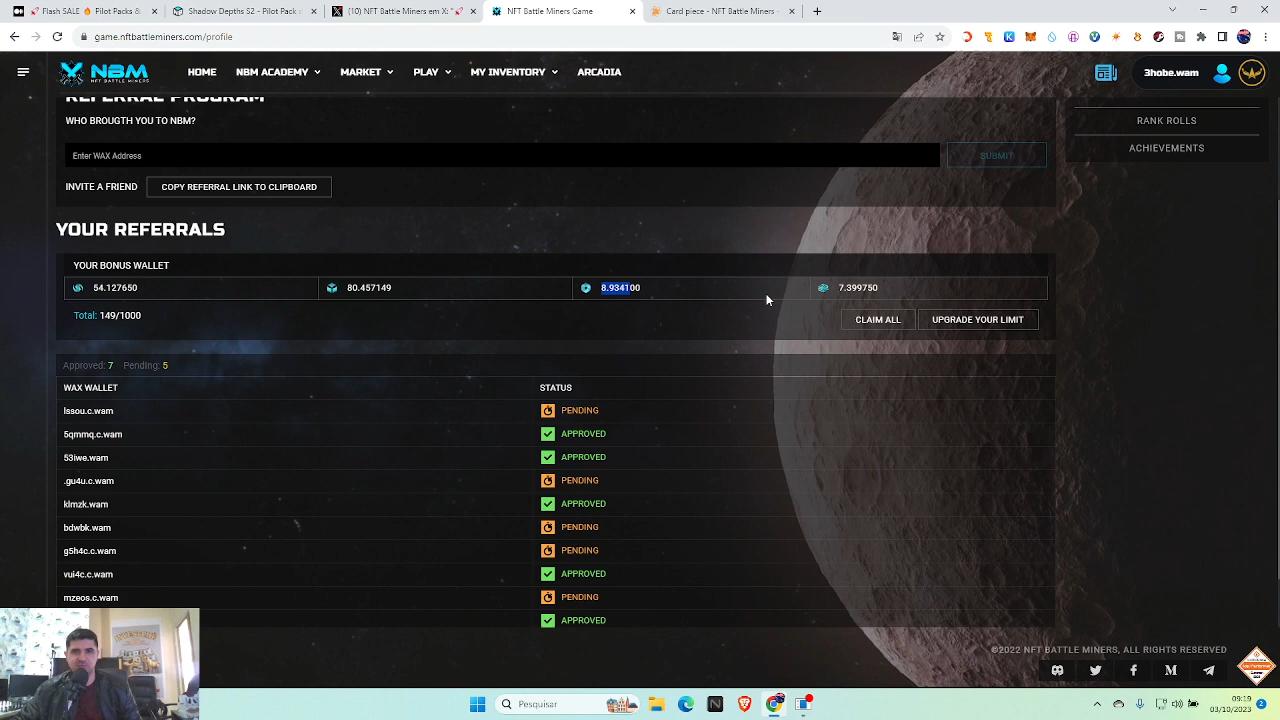 Flash SALE
Shadow Depths S2 - Pilot Pack
(10) NFT Battle Miners em X:
NFT Battle Miners Game
Card piece - NFT Battle Miners -
game.nftbattleminers.com/profile
NBM
NFT BATTLE MINERS
HOME
NBM ACADEMY
MARKET
PLAY
MY INVENTORY
ARCADIA
3hobe.wam
REFERRAL PROGRAM
WHO BROUGTH YOU TO NBM?
Enter WAX Address
SUBMIT
INVITE A FRIEND
COPY REFERRAL LINK TO CLIPBOARD
RANK ROLLS
ACHIEVEMENTS
YOUR REFERRALS
YOUR BONUS WALLET
54.127650
80.457149
8.934100
7.399750
Total: 149/1000
CLAIM ALL
UPGRADE YOUR LIMIT
Approved: 7 Pending: 5
WAX WALLET STATUS
lssou.c.wam PENDING
5qmmq.c.wam APPROVED
53iwe.wam APPROVED
.gu4u.c.wam PENDING
klmzk.wam APPROVED
bdwbk.wam PENDING
g5h4c.c.wam PENDING
vui4c.c.wam APPROVED
mzeos.c.wam PENDING
APPROVED
©2022 NFT BATTLE MINERS, ALL RIGHTS RESERVED
Pesquisar
09:19
03/10/2023
2